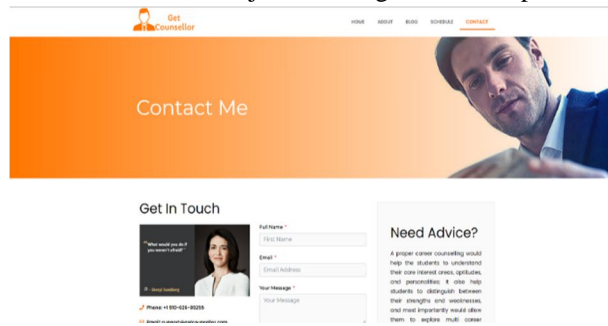 Get
Counsellor
HOME ABOUT BLOG SCHEDULE CONTACT
Contact Me
Get In Touch
"What would you do if
you weren't afraid?"
Sheryl Sandberg
Phone: +1 510-626-85255
Full Name *
First Name
Email *
Email Address
Your Message *
Your Message
Need Advice?
A proper career counseling would
help the students to understand
their core interest areas, aptitudes,
and personalities; it also help
students to distinguish between
their strengths and weaknesses,
and most importantly would allow
them to explore multi career